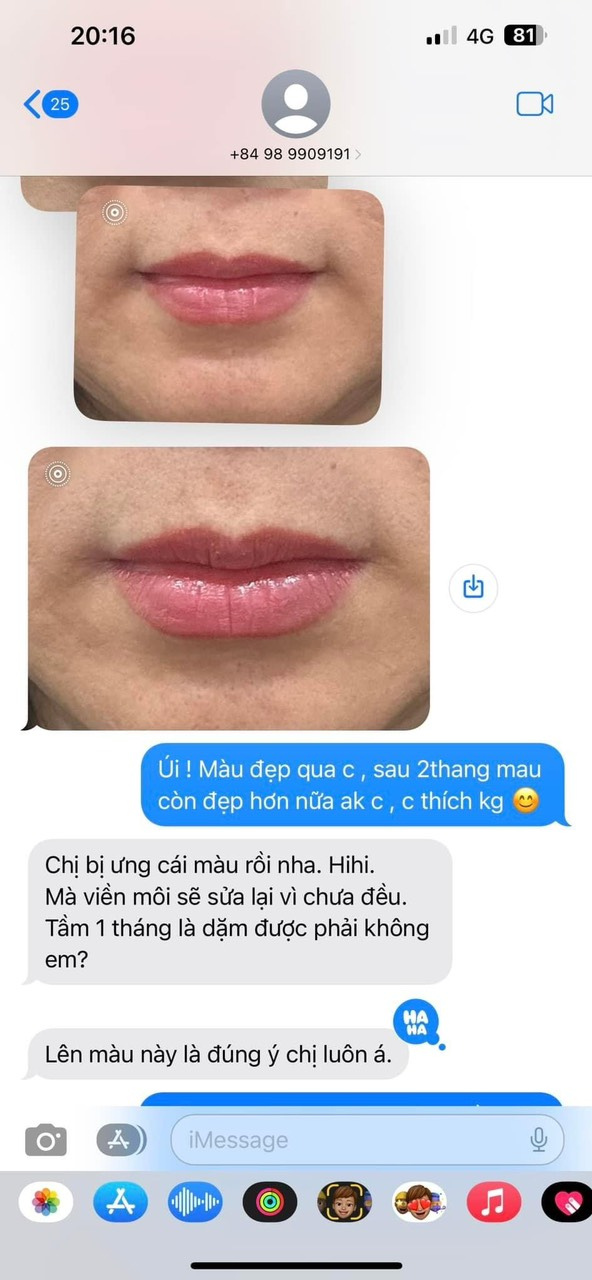 20:16
4G
81
25
+84 98 9909191
Úi ! Màu đẹp qua c , sau 2thang mau
còn đẹp hơn nữa ak c , c thích kg 😊
Chị bị ưng cái màu rồi nha. Hihi.
Mà viền môi sẽ sửa lại vì chưa đều.
Tầm 1 tháng là dặm được phải không
em?
HA
HA
Lên màu này là đúng ý chị luôn á.
iMessage